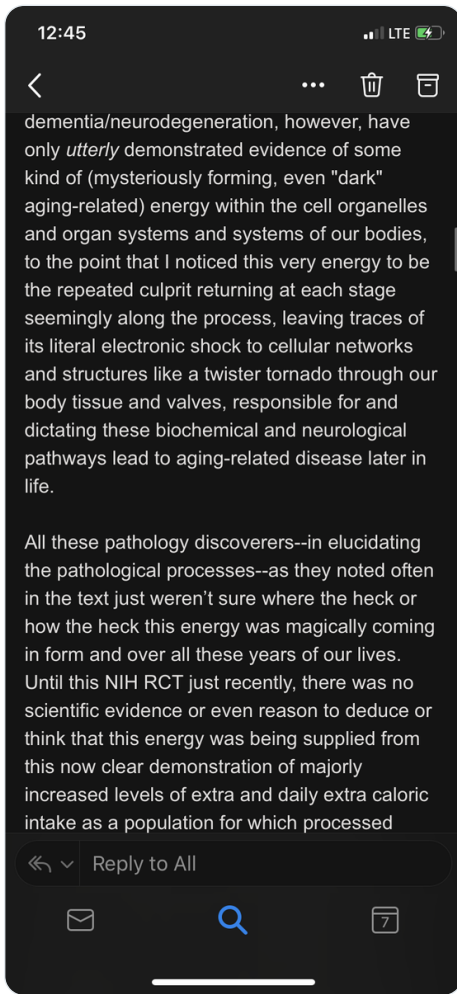 12:45
LTE
dementia/neurodegeneration, however, have
only utterly demonstrated evidence of some
kind of (mysteriously forming, even "dark"
aging-related) energy within the cell organelles
and organ systems and systems of our bodies,
to the point that I noticed this very energy to be
the repeated culprit returning at each stage
seemingly along the process, leaving traces of
its literal electronic shock to cellular networks
and structures like a twister tornado through our
body tissue and valves, responsible for and
dictating these biochemical and neurological
pathways lead to aging-related disease later in
life.
All these pathology discoverers--in elucidating
the pathological processes--as they noted often
in the text just weren't sure where the heck or
how the heck this energy was magically coming
in form and over all these years of our lives.
Until this NIH RCT just recently, there was no
scientific evidence or even reason to deduce or
think that this energy was being supplied from
this now clear demonstration of majorly
increased levels of extra and daily extra caloric
intake as a population for which processed
Reply to All
7